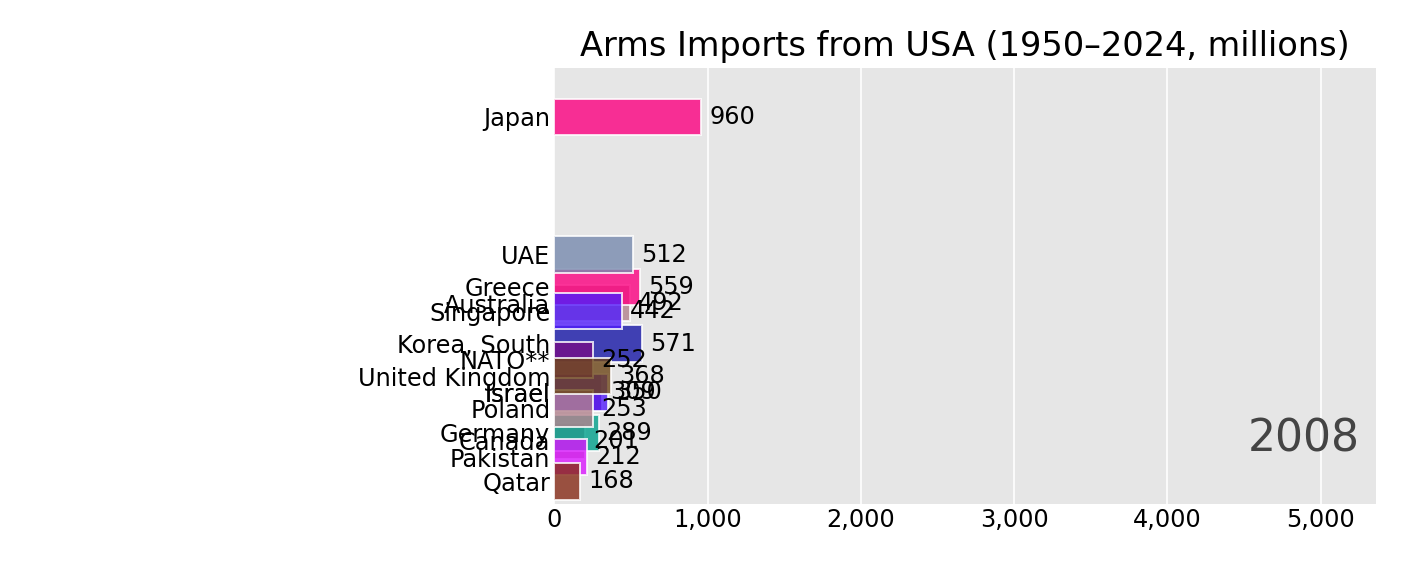 Arms Imports from USA (1950–2024, millions)
Japan 960
UAE 512
Greece 559
Australia 492
Singapore 442
Korea, South 571
NATO** 252
United Kingdom 368
Israel 309 350
Poland 253
Germany 289
Canada 201
Pakistan 212
Qatar 168
2008
0 1,000 2,000 3,000 4,000 5,000